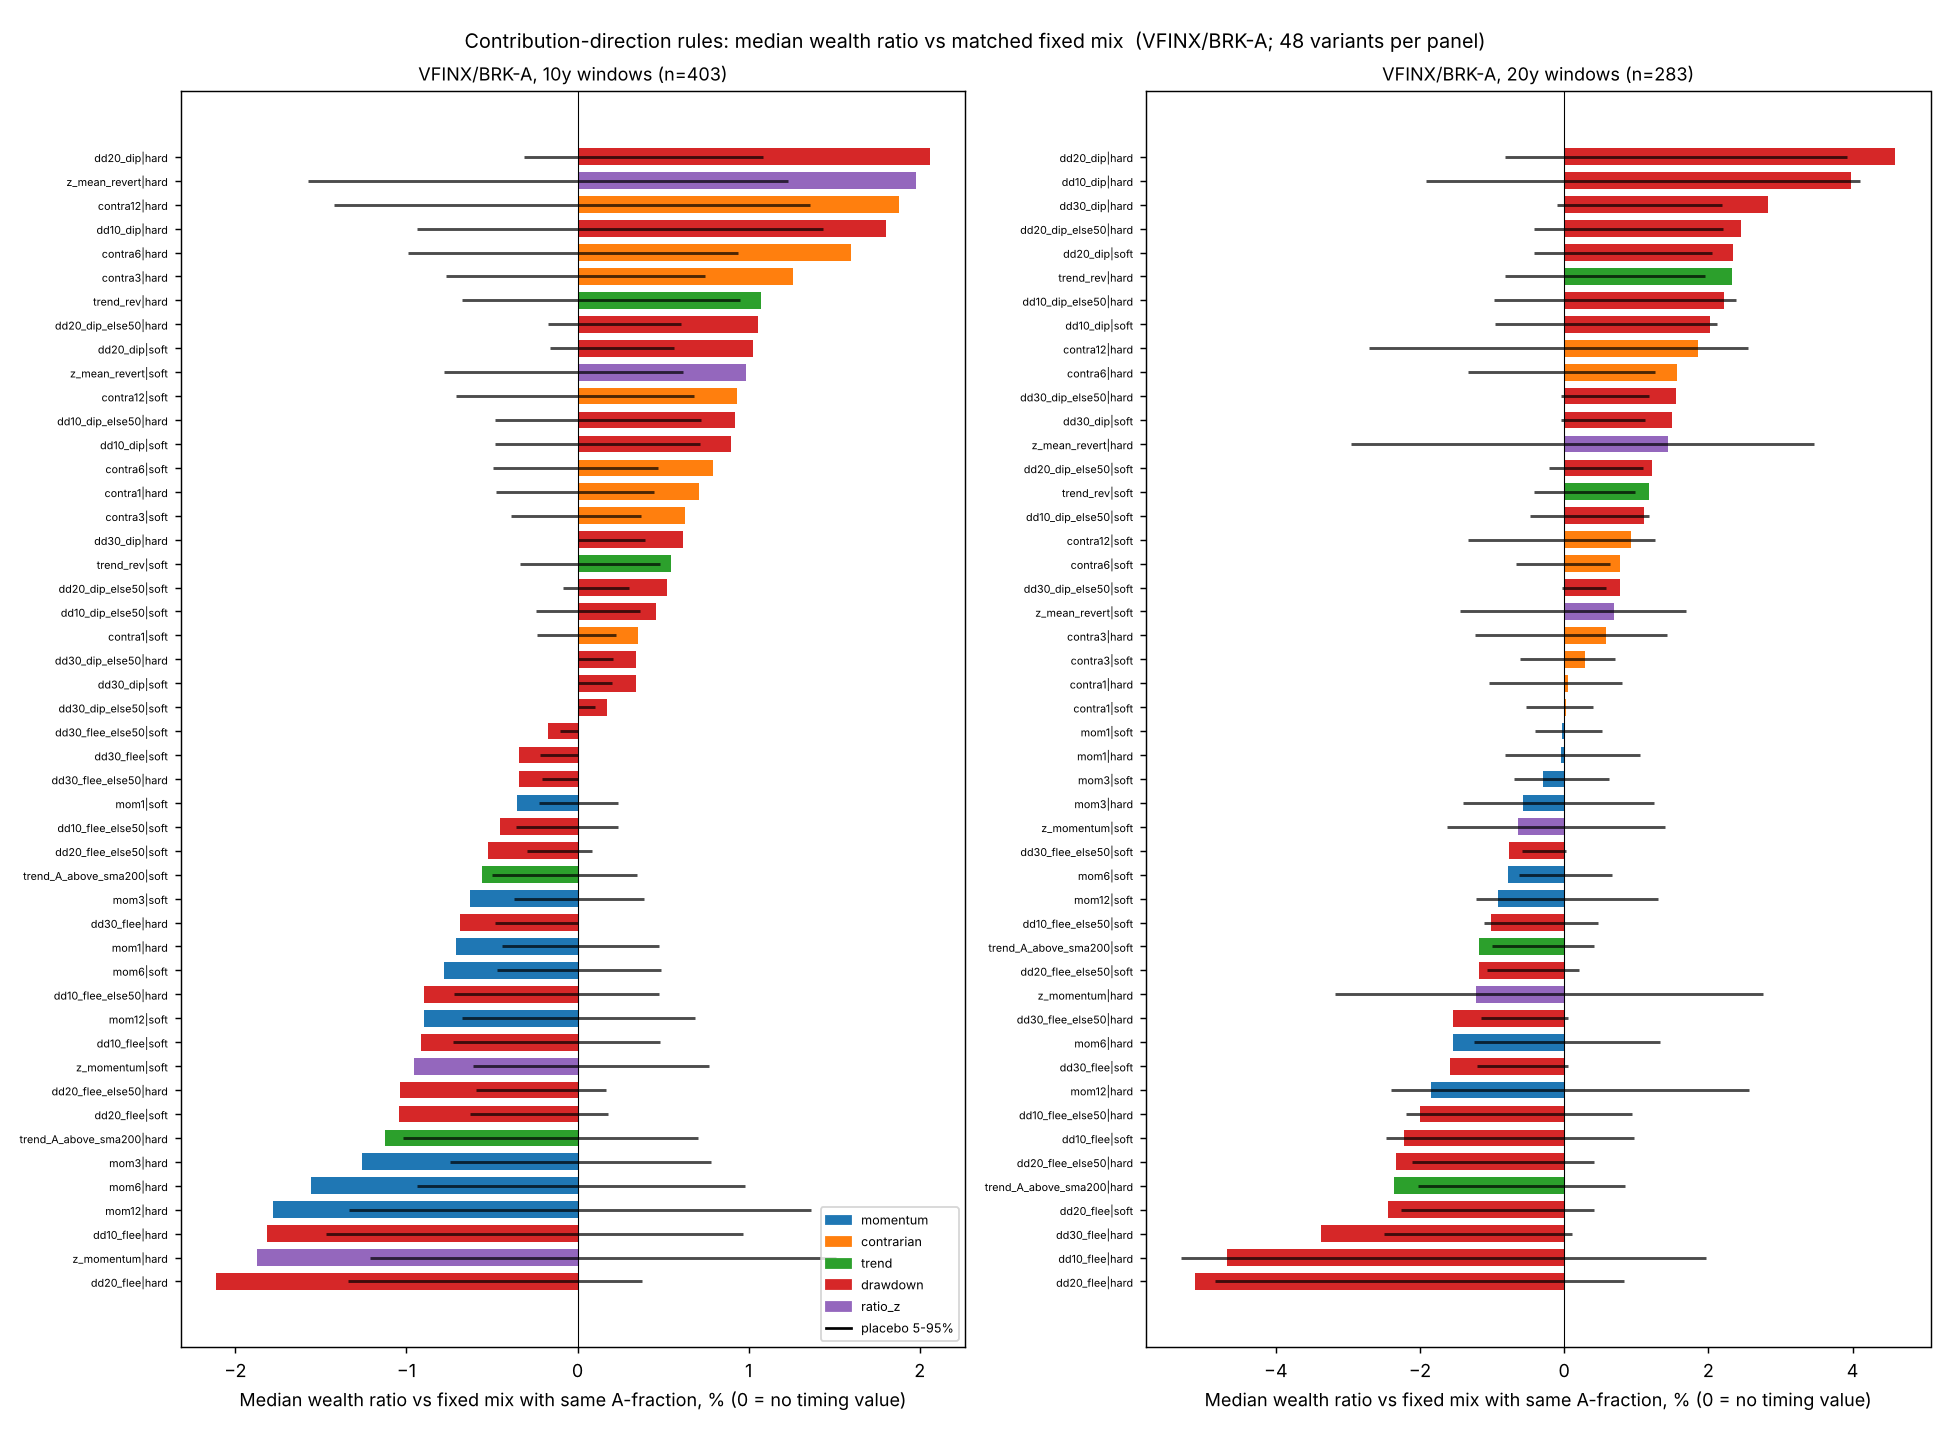 Contribution-direction rules: median wealth ratio vs matched fixed mix  (VFINX/BRK-A; 48 variants per panel)
VFINX/BRK-A, 10y windows (n=403)
dd20_dip|hard
z_mean_revert|hard
contra12|hard
dd10_dip|hard
contra6|hard
contra3|hard
trend_rev|hard
dd20_dip_else50|hard
dd20_dip|soft
z_mean_revert|soft
contra12|soft
dd10_dip_else50|hard
dd10_dip|soft
contra6|soft
contra1|hard
contra3|soft
dd30_dip|hard
trend_rev|soft
dd20_dip_else50|soft
dd10_dip_else50|soft
contra1|soft
dd30_dip_else50|hard
dd30_dip|soft
dd30_dip_else50|soft
dd30_flee_else50|soft
dd30_flee|soft
dd30_flee_else50|hard
mom1|soft
dd10_flee_else50|soft
dd20_flee_else50|soft
trend_A_above_sma200|soft
mom3|soft
dd30_flee|hard
mom1|hard
mom6|soft
dd10_flee_else50|hard
mom12|soft
dd10_flee|soft
z_momentum|soft
dd20_flee_else50|hard
dd20_flee|soft
trend_A_above_sma200|hard
mom3|hard
mom6|hard
mom12|hard
dd10_flee|hard
z_momentum|hard
dd20_flee|hard
momentum
contrarian
trend
drawdown
ratio_z
placebo 5-95%
−2 −1 0 1 2
Median wealth ratio vs fixed mix with same A-fraction, % (0 = no timing value)
VFINX/BRK-A, 20y windows (n=283)
dd20_dip|hard
dd10_dip|hard
dd30_dip|hard
dd20_dip_else50|hard
dd20_dip|soft
trend_rev|hard
dd10_dip_else50|hard
dd10_dip|soft
contra12|hard
contra6|hard
dd30_dip_else50|hard
dd30_dip|soft
z_mean_revert|hard
dd20_dip_else50|soft
trend_rev|soft
dd10_dip_else50|soft
contra12|soft
contra6|soft
dd30_dip_else50|soft
z_mean_revert|soft
contra3|hard
contra3|soft
contra1|hard
contra1|soft
mom1|soft
mom1|hard
mom3|soft
mom3|hard
z_momentum|soft
dd30_flee_else50|soft
mom6|soft
mom12|soft
dd10_flee_else50|soft
trend_A_above_sma200|soft
dd20_flee_else50|soft
z_momentum|hard
dd30_flee_else50|hard
mom6|hard
dd30_flee|soft
mom12|hard
dd10_flee_else50|hard
dd10_flee|soft
dd20_flee_else50|hard
trend_A_above_sma200|hard
dd20_flee|soft
dd30_flee|hard
dd10_flee|hard
dd20_flee|hard
−4 −2 0 2 4
Median wealth ratio vs fixed mix with same A-fraction, % (0 = no timing value)